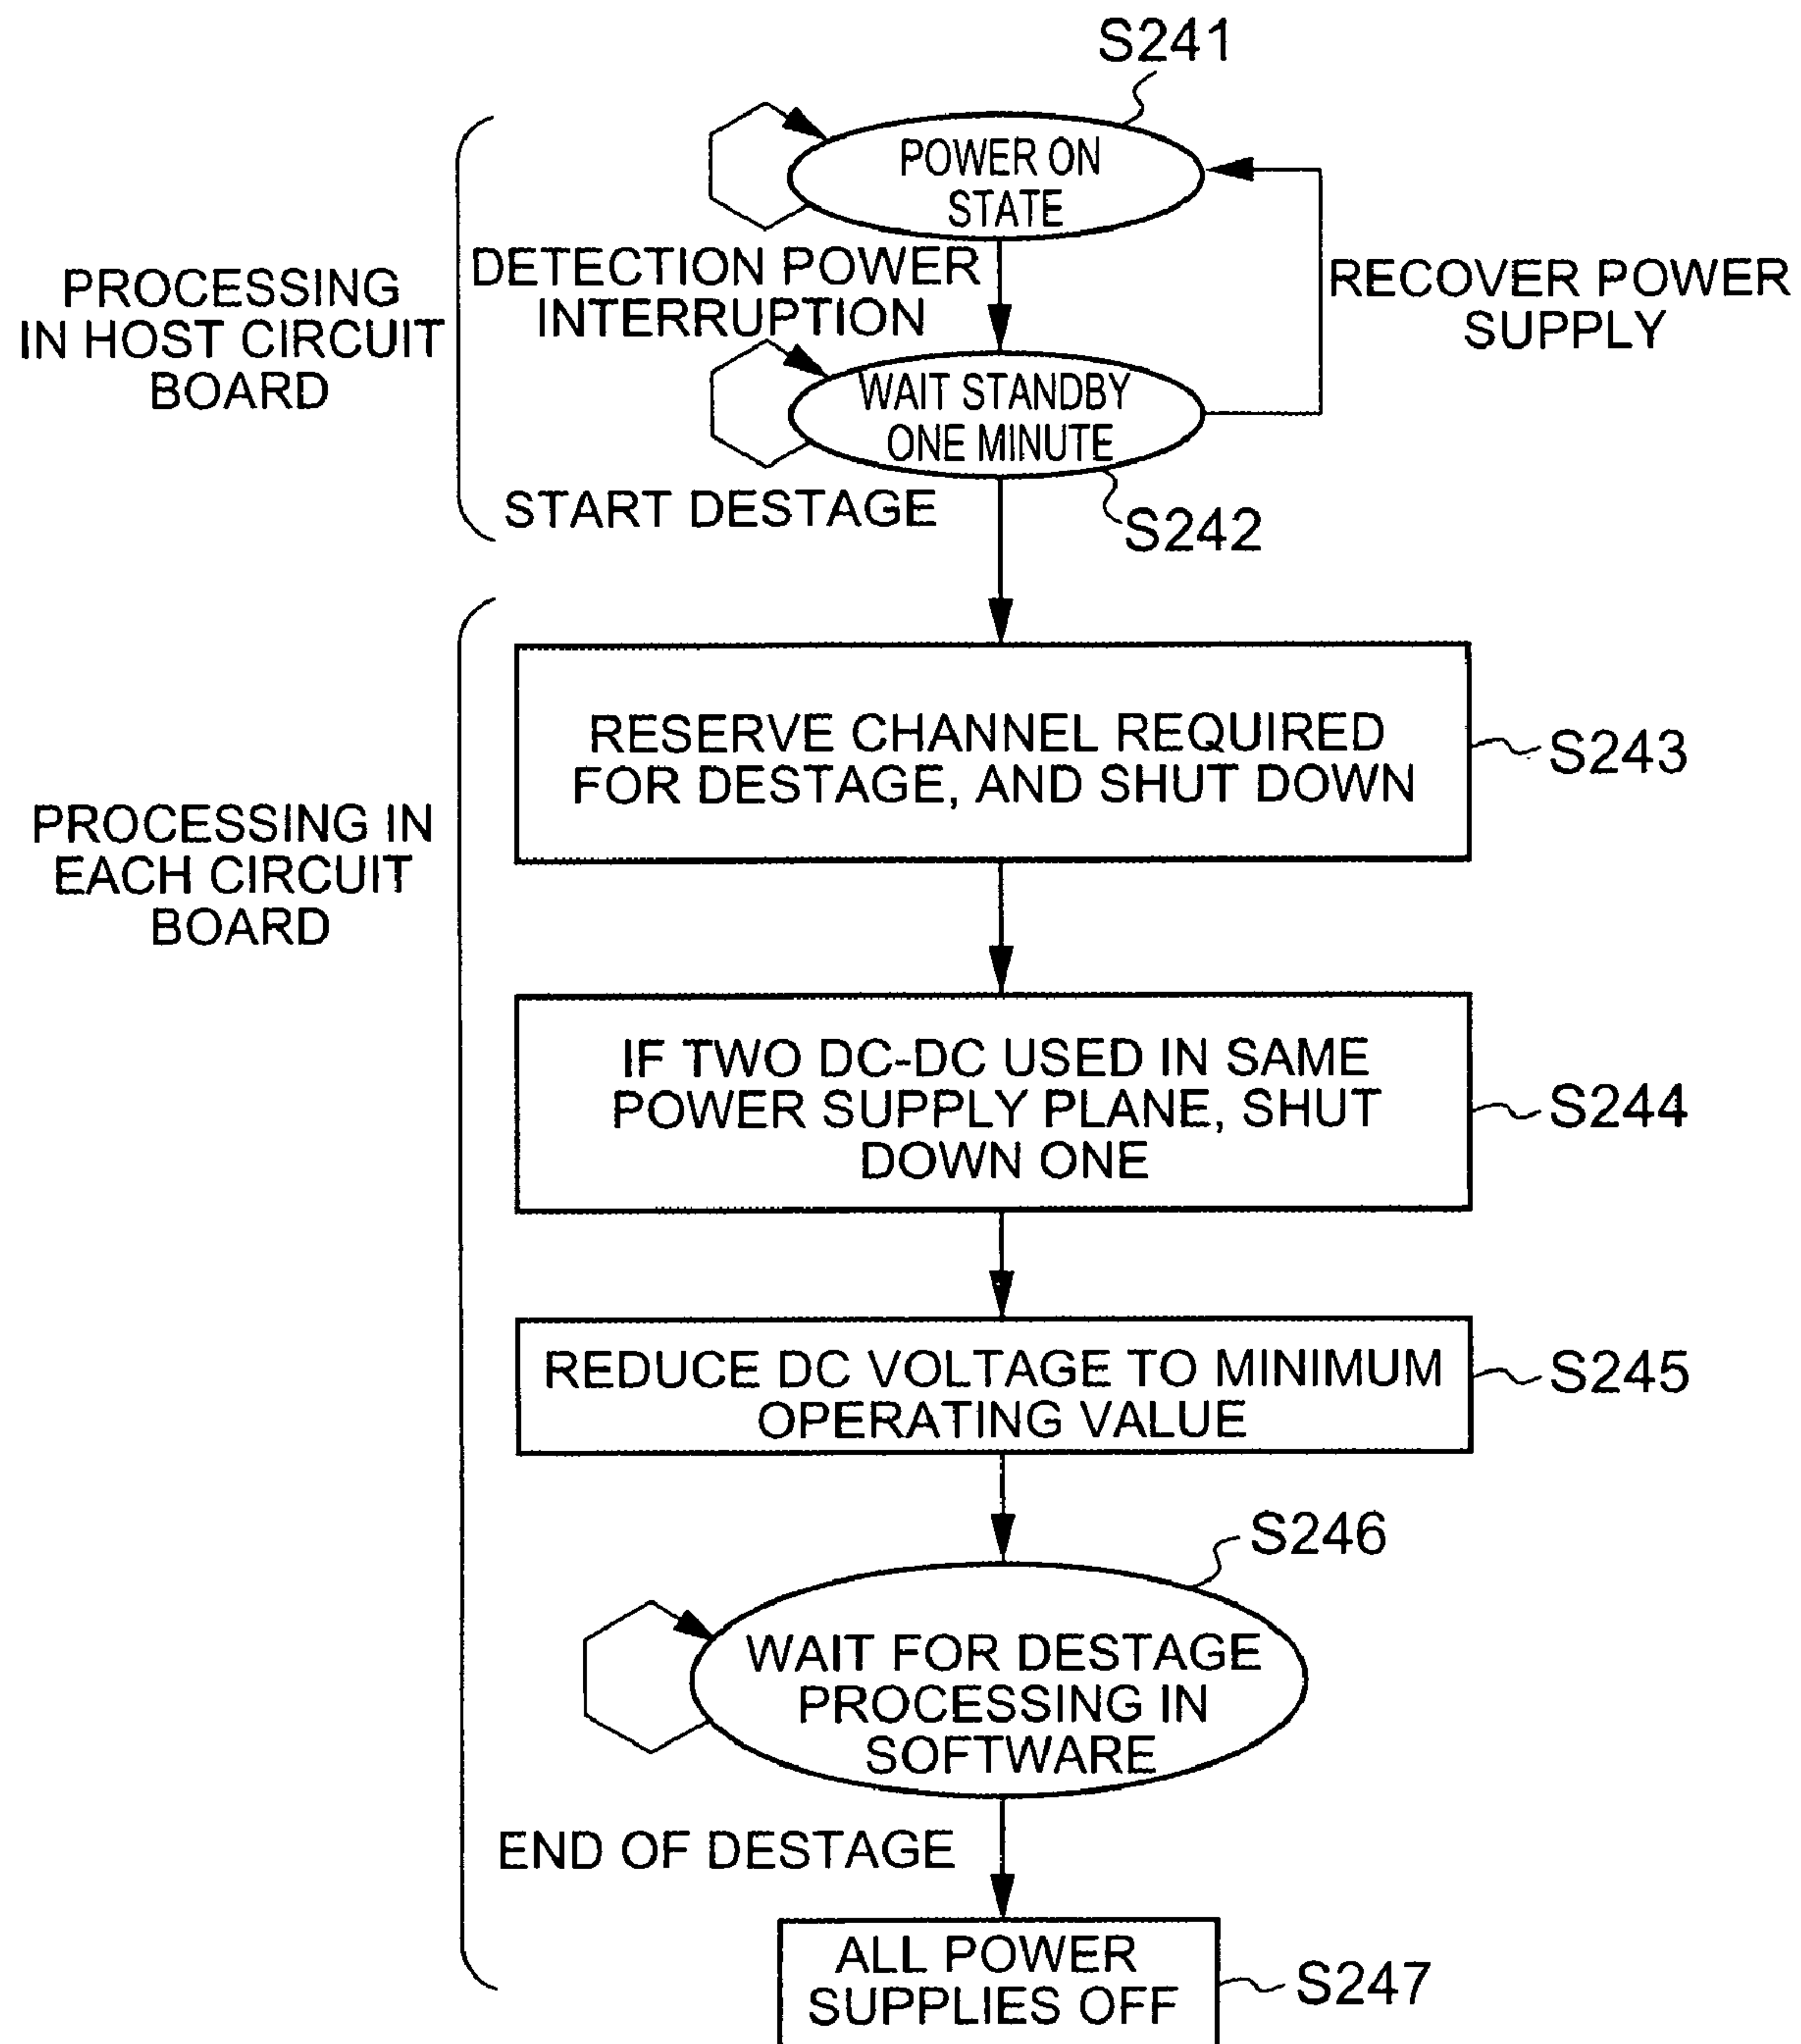 S241
POWER ON
STATE
DETECTION POWER
INTERRUPTION
RECOVER POWER
SUPPLY
PROCESSING
IN HOST CIRCUIT
BOARD
WAIT STANDBY
ONE MINUTE
START DESTAGE
S242
RESERVE CHANNEL REQUIRED
FOR DESTAGE, AND SHUT DOWN
S243
PROCESSING IN
EACH CIRCUIT
BOARD
IF TWO DC-DC USED IN SAME
POWER SUPPLY PLANE, SHUT
DOWN ONE
S244
REDUCE DC VOLTAGE TO MINIMUM
OPERATING VALUE
S245
S246
WAIT FOR DESTAGE
PROCESSING IN
SOFTWARE
END OF DESTAGE
ALL POWER
SUPPLIES OFF
S247